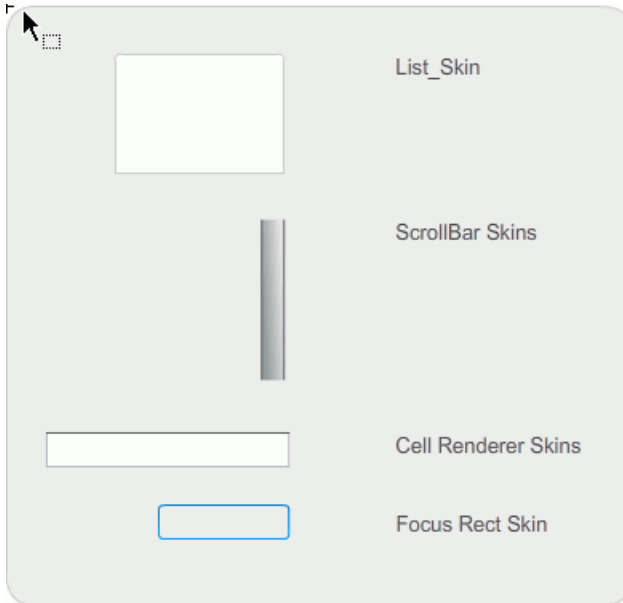 List_Skin
ScrollBar Skins
Cell Renderer Skins
Focus Rect Skin